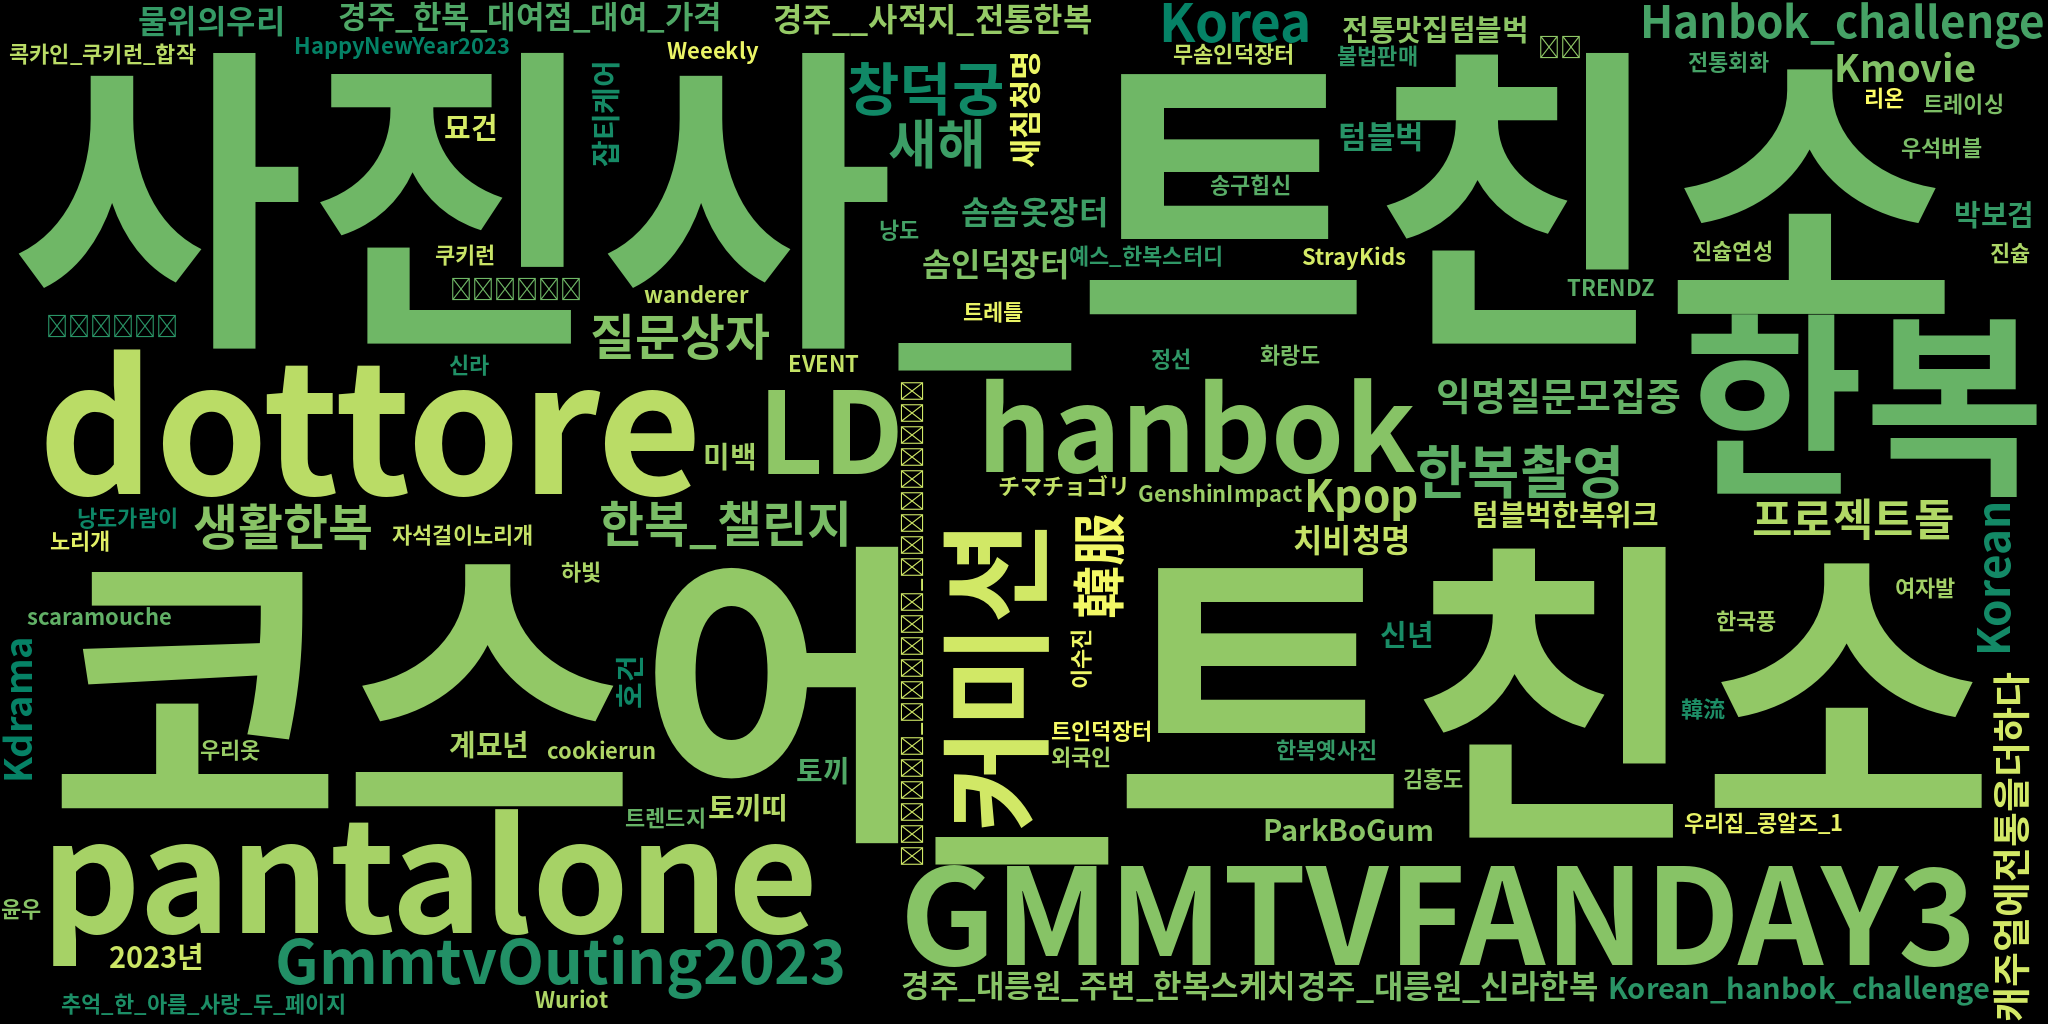 물위의우리
경주_한복_대여점_대여_가격
경주__사적지_전통한복
Korea
전통맛집텀블벅
Hanbok_challenge
콕카인_쿠키런_합작
HappyNewYear2023
Weeekly
무솜인덕장터
불법판매
전통회화
Kmovie
리온
트레이싱
우석버블
사진사_트친소
묘건
잡티케어
창덕궁
새해
새침청명
텀블벅
송구힙신
솜솜옷장터
낭도
박보검
진슙연성
진슙
쿠키런
솜인덕장터
예스_한복스터디
StrayKids
TRENDZ
wanderer
트레틀
질문상자
EVENT
신라
정선
화랑도
한복
dottore
미백
LD
hanbok
익명질문모집중
한복촬영
チマチョゴリ
GenshinImpact
Kpop
텀블벅한복위크
프로젝트돌
낭도가람이
노리개
생활한복
자석걸이노리개
한복_챌린지
치비청명
韓服
커미션
Korean
하빛
scaramouche
코스어_트친소
이수진
신년
한국풍
여자발
Kdrama
호건
우리옷
계묘년
cookierun
토끼
트인덕장터
외국인
한복옛사진
김홍도
韓流
캐주얼에전통을더하다
트렌드지
토끼띠
ParkBoGum
우리집_콩알즈_1
pantalone
GMMTVFANDAY3
윤우
2023년
GmmtvOuting2023
경주_대릉원_주변_한복스케치
경주_대릉원_신라한복
Korean_hanbok_challenge
추억_한_아름_사랑_두_페이지
Wuriot